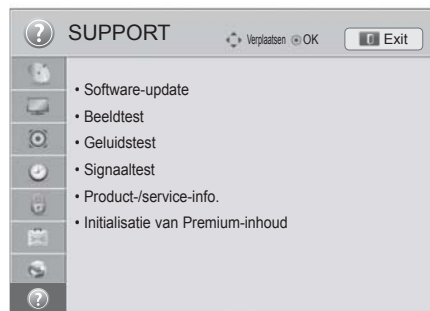 SUPPORT
Verplaatsen OK
Exit
• Software-update
• Beeldtest
• Geluidstest
• Signaaltest
• Product-/service-info.
• Initialisatie van Premium-inhoud